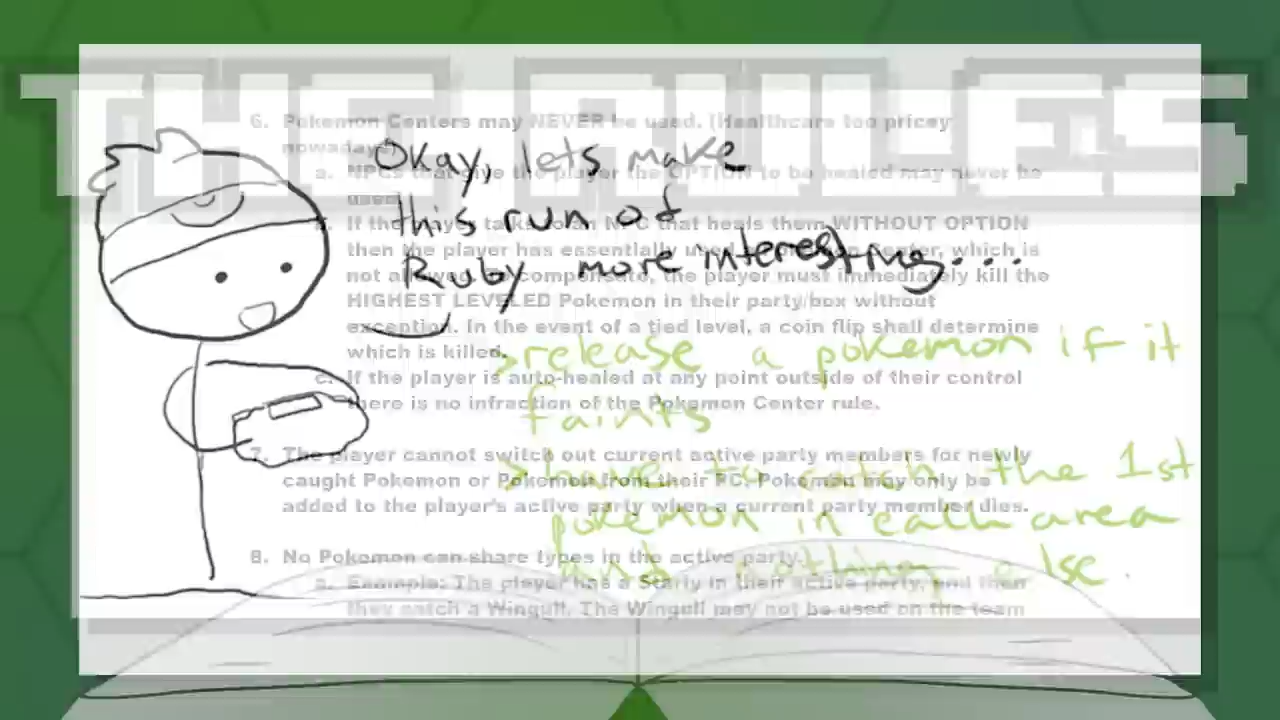 THE RULES
6. Pokemon Centers may NEVER be used. (Healthcare too pricey
nowadays)
a. NPCs that give the player the OPTION to be healed may never be
used.
b. If the player talks to an NPC that heals them WITHOUT OPTION
then the player has essentially used a Pokemon Center, which is
not allowed. To compensate, the player must immediately kill the
HIGHEST LEVELED Pokemon in their party/box without
exception. In the event of a tied level, a coin flip shall determine
which is killed.
c. If the player is auto-healed at any point outside of their control
there is no infraction of the Pokemon Center rule.
7. The player cannot switch out current active party members for newly
caught Pokemon or Pokemon from their PC. Pokemon may only be
added to the player's active party when a current party member dies.
8. No Pokemon can share types in the active party.
a. Example: The player has a Starly in their active party, and then
they catch a Wingull. The Wingull may not be used on the team
Okay, lets make
this run of
Ruby more interesting....
>release a pokemon if it
faints
>have to catch the 1st
pokemon in each area
and nothing else.